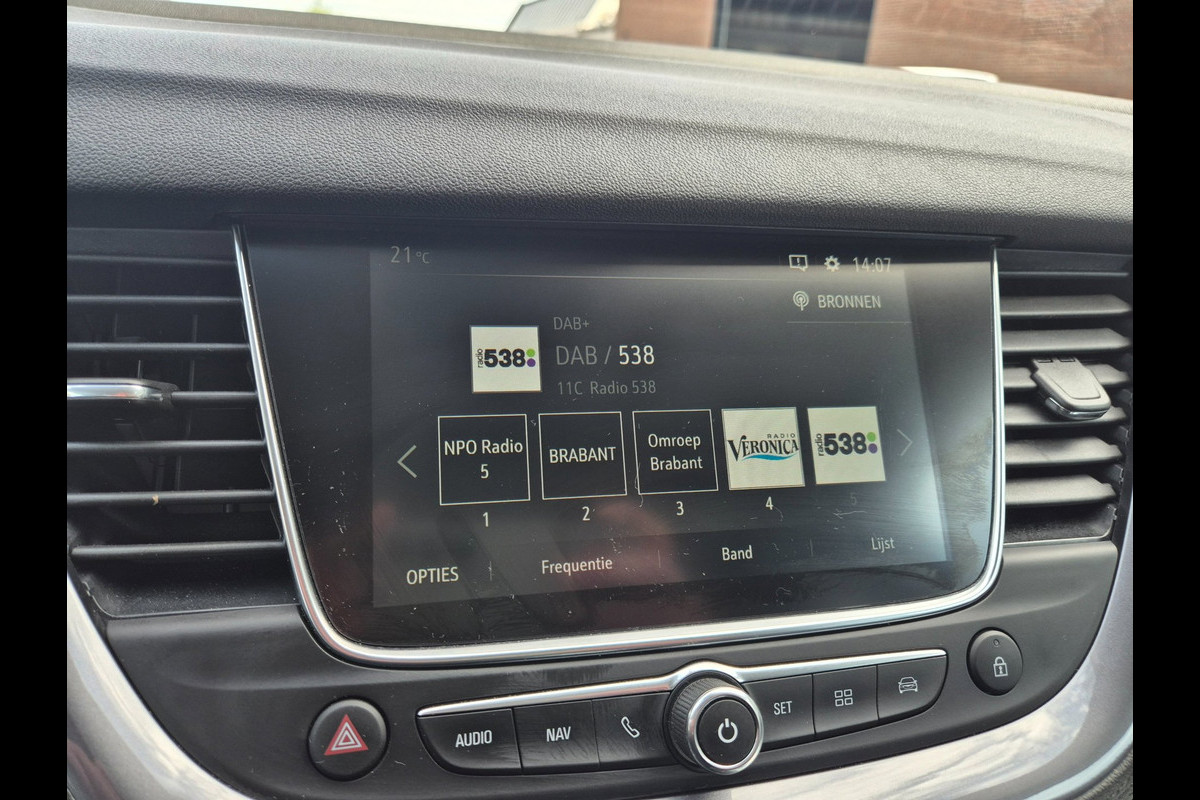 21 °C
14:07
BRONNEN
DAB+
radio 538
DAB / 538
11C Radio 538
NPO Radio
5
BRABANT
Omroep
Brabant
RADIO
VERONICA
radio 538
1
2
3
4
5
OPTIES
Frequentie
Band
Lijst
AUDIO
NAV
SET